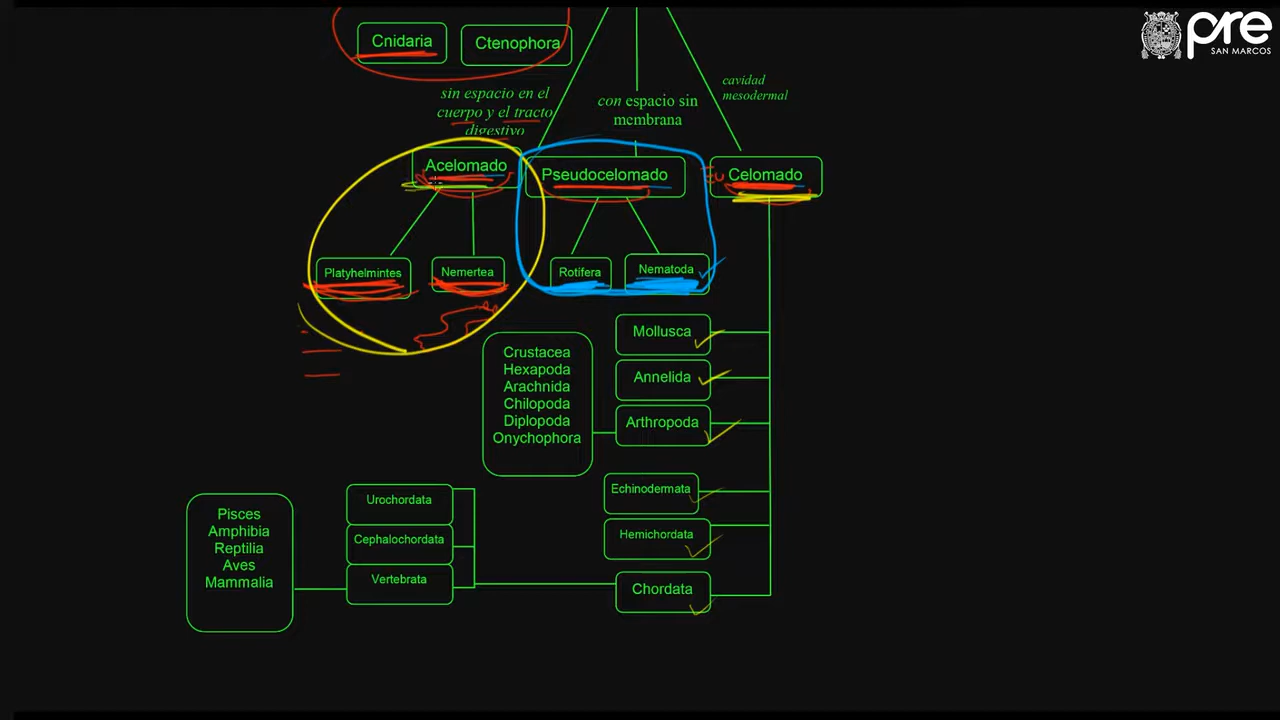 pre
SAN MARCOS
Cnidaria
Ctenophora
sin espacio en el
cuerpo y el tracto
digestivo
con espacio sin
membrana
cavidad
mesodermal
Acelomado
Pseudocelomado
Celomado
Platyhelmintes
Nemertea
Rotífera
Nematoda
Mollusca
Annelida
Arthropoda
Crustacea
Hexapoda
Arachnida
Chilopoda
Diplopoda
Onychophora
Echinodermata
Hemichordata
Chordata
Urochordata
Cephalochordata
Vertebrata
Pisces
Amphibia
Reptilia
Aves
Mammalia